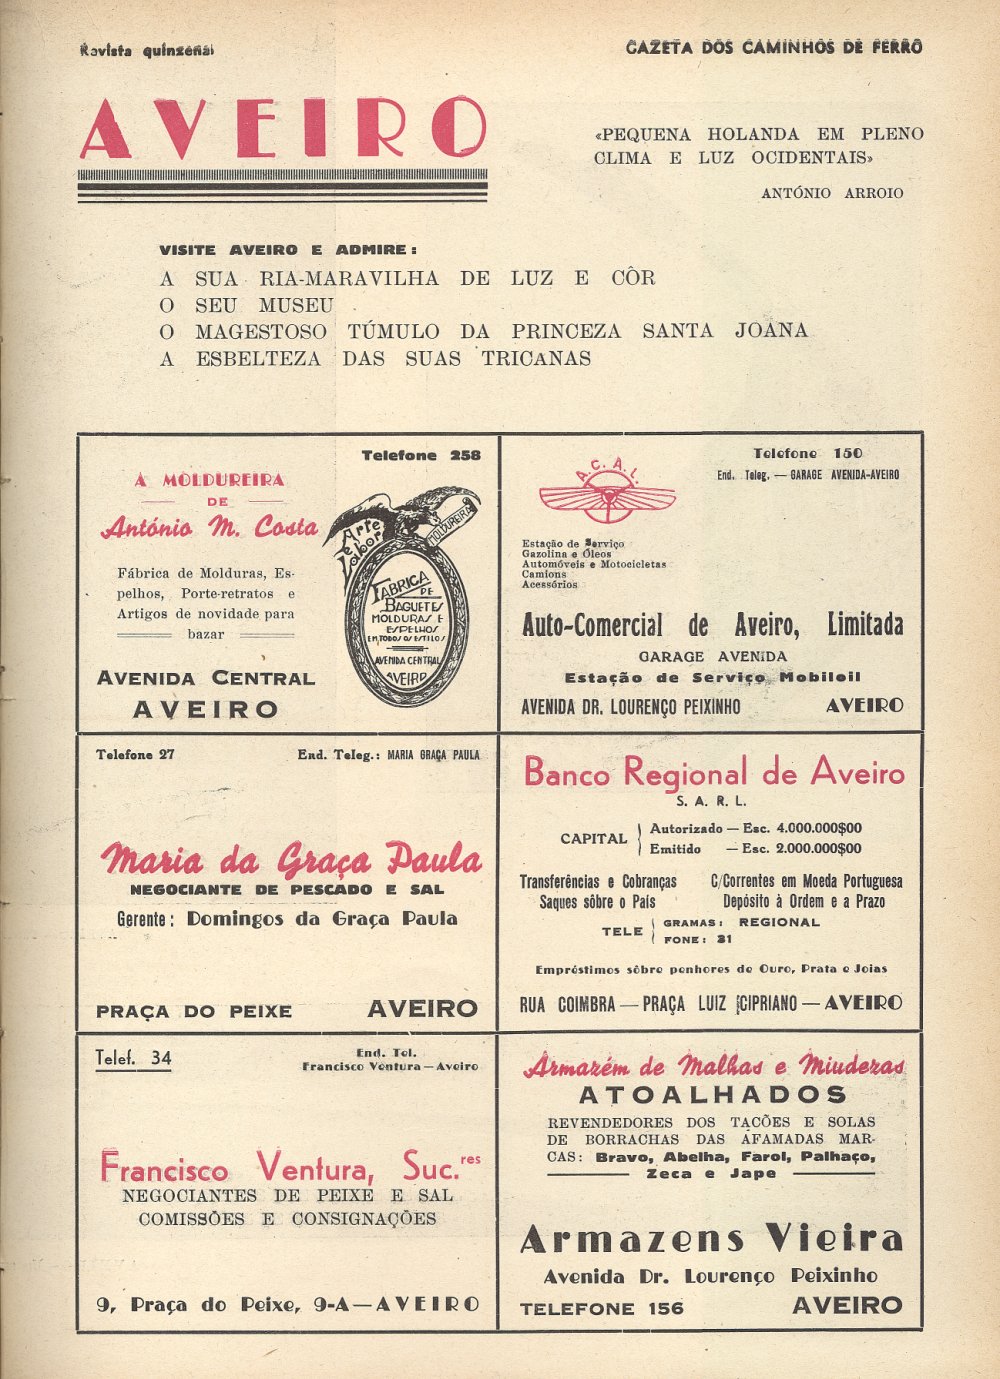 Revista quinzenal
GAZETA DOS CAMINHOS DE FERRO
AVEIRO
«PEQUENA HOLANDA EM PLENO
CLIMA E LUZ OCIDENTAIS»
ANTÓNIO ARROIO
VISITE AVEIRO E ADMIRE:
A SUA RIA-MARAVILHA DE LUZ E CÔR
O SEU MUSEU
O MAGESTOSO TÚMULO DA PRINCEZA SANTA JOANA
A ESBELTEZA DAS SUAS TRICANAS
Telefone 258
A MOLDUREIRA
DE
António M. Costa
Fábrica de Molduras, Es-
pelhos, Porte-retratos e
Artigos de novidade para
bazar
AVENIDA CENTRAL
AVEIRO
Arte
e Labor
MOLDUREIRA
FABRICA
DE
BAGUETES
MOLDURAS E
ESPELHOS
EM TODOS OS ESTILOS
AVENIDA CENTRAL
AVEIRO
Telefone 150
End. Teleg. — GARAGE AVENIDA-AVEIRO
A.C.A.L.
Estação de Serviço
Gazolina e Óleos
Automóveis e Motocicletas
Camions
Acessórios
Auto-Comercial de Aveiro, Limitada
GARAGE AVENIDA
Estação de Serviço Mobiloil
AVENIDA DR. LOURENÇO PEIXINHO AVEIRO
Telefone 27
End. Teleg.: MARIA GRAÇA PAULA
Maria da Graça Paula
NEGOCIANTE DE PESCADO E SAL
Gerente: Domingos da Graça Paula
PRAÇA DO PEIXE AVEIRO
Banco Regional de Aveiro
S. A. R. L.
CAPITAL
Autorizado — Esc. 4.000.000$00
Emitido — Esc. 2.000.000$00
Transferências e Cobranças
Saques sôbre o País
C/Correntes em Moeda Portuguesa
Depósito à Ordem e a Prazo
TELE
GRAMAS: REGIONAL
FONE: 21
Empréstimos sôbre penhores de Ouro, Prata e Joias
RUA COIMBRA — PRAÇA LUIZ CIPRIANO — AVEIRO
Telef. 34
End. Tel.
Francisco Ventura — Aveiro
Francisco Ventura, Suc.res
NEGOCIANTES DE PEIXE E SAL
COMISSÕES E CONSIGNAÇÕES
9, Praça do Peixe, 9-A — AVEIRO
Armazém de Malhas e Miudezas
ATOALHADOS
REVENDEDORES DOS TACÕES E SOLAS
DE BORRACHAS DAS AFAMADAS MAR-
CAS: Bravo, Abelha, Farol, Palhaço,
Zeca e Jape
Armazens Vieira
Avenida Dr. Lourenço Peixinho
TELEFONE 156 AVEIRO